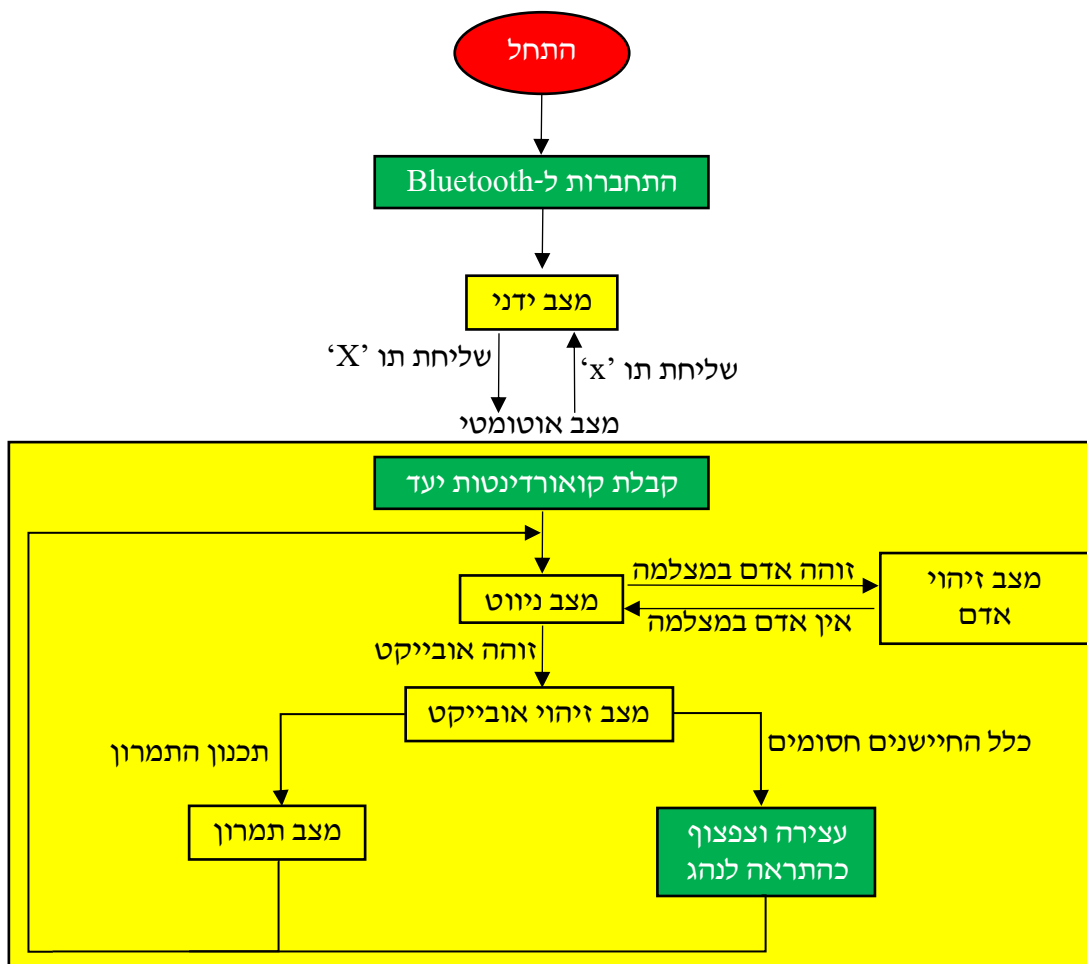 התחל
התחברות ל-Bluetooth
מצב ידני
שליחת תו ’X‘
שליחת תו ’x‘
מצב אוטומטי
קבלת קואורדינטות יעד
זוהה אדם במצלמה
מצב זיהוי
אדם
מצב ניווט
אין אדם במצלמה
זוהה אובייקט
מצב זיהוי אובייקט
כלל החיישנים חסומים
תכנון התמרון
מצב תמרון
עצירה וצפצוף
כהתראה לנהג